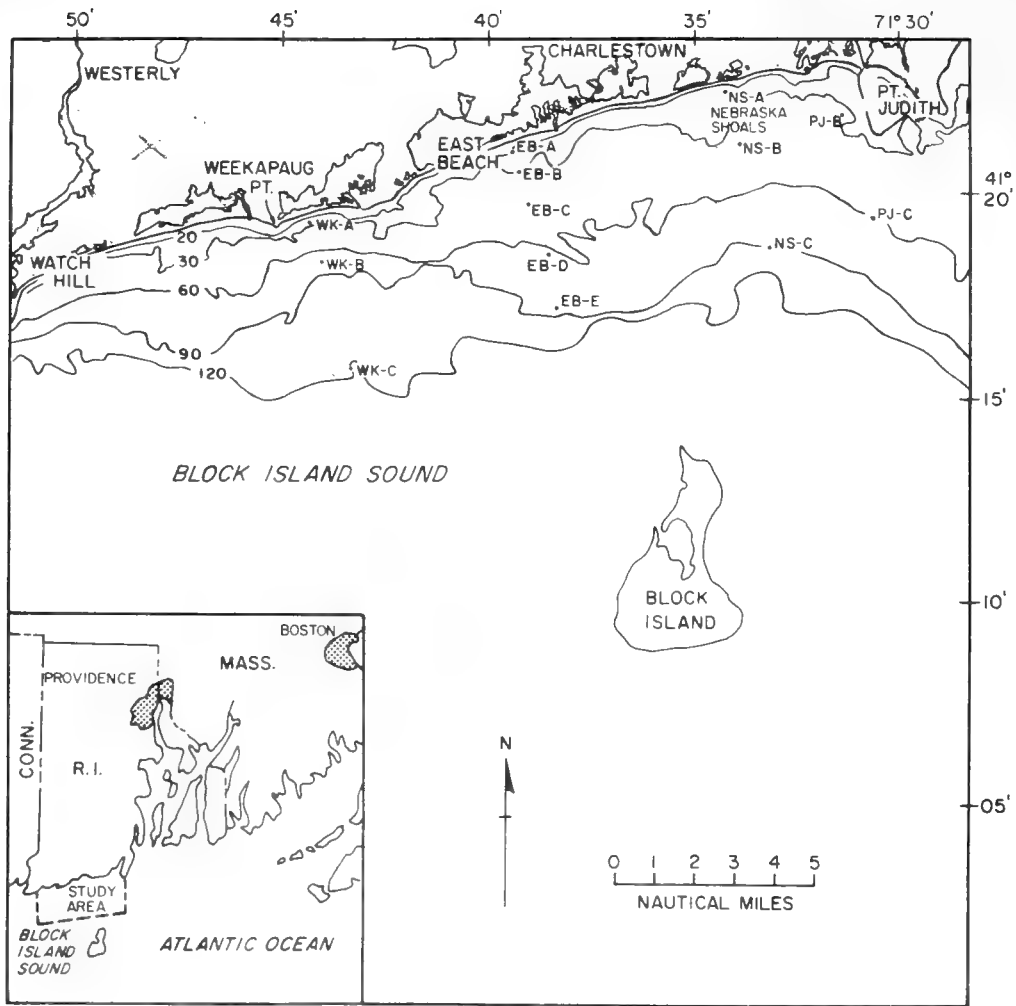 50'
45'
40'
35'
71° 30'
WESTERLY
CHARLESTOWN
PT.
JUDITH
NS-A
NEBRASKA
SHOALS
PJ-B
NS-B
EAST
BEACH
EB-A
EB-B
WEEKAPAUG
PT.
41°
20'
EB-C
PJ-C
WK-A
20
NS-C
30
WATCH
HILL
WK-B
EB-D
60
EB-E
90
120
WK-C
15'
BLOCK ISLAND SOUND
BLOCK
ISLAND
10'
BOSTON
MASS.
PROVIDENCE
CONN.
R.I.
STUDY
AREA
BLOCK
ISLAND
SOUND
ATLANTIC OCEAN
N
05'
0 1 2 3 4 5
NAUTICAL MILES